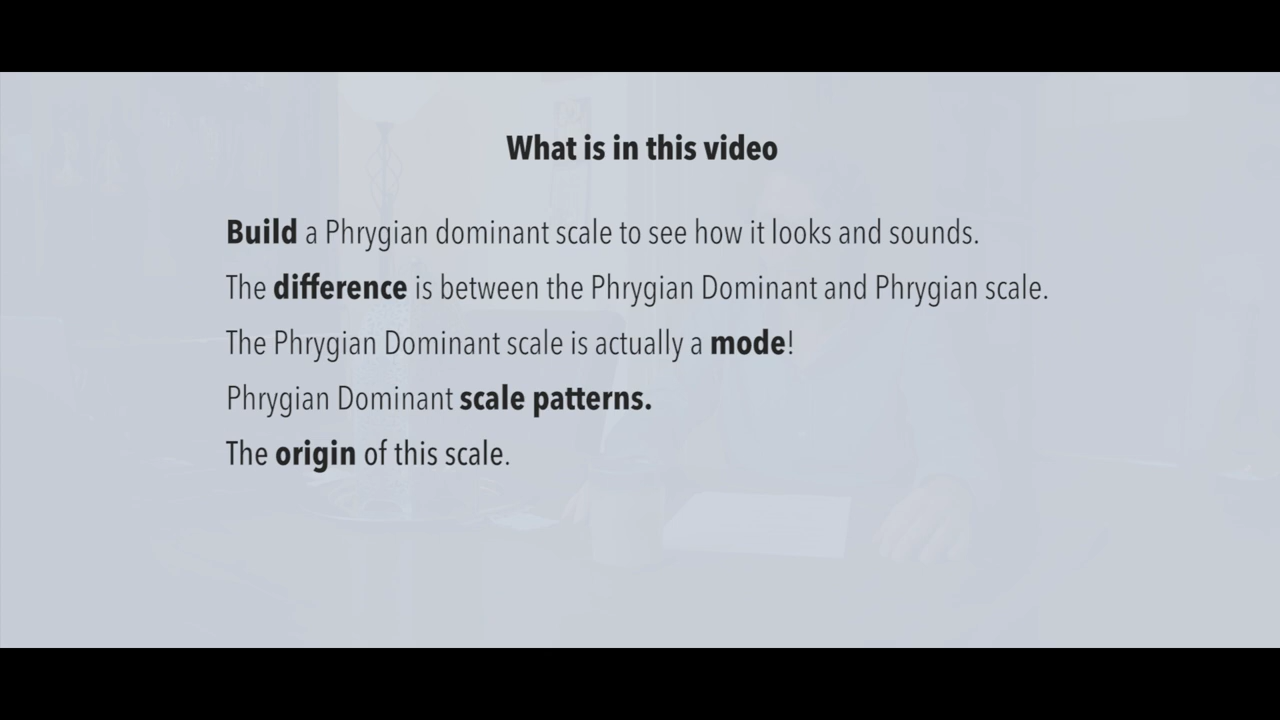 What is in this video
Build a Phrygian dominant scale to see how it looks and sounds.
The difference is between the Phrygian Dominant and Phrygian scale.
The Phrygian Dominant scale is actually a mode!
Phrygian Dominant scale patterns.
The origin of this scale.